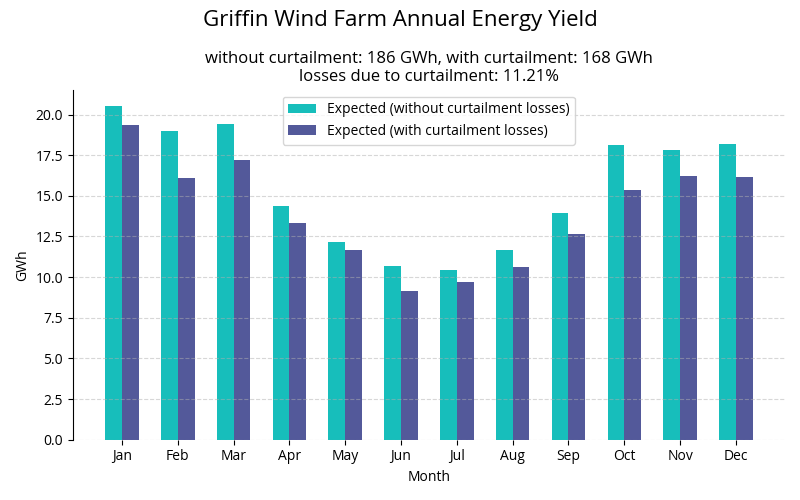 Griffin Wind Farm Annual Energy Yield
without curtailment: 186 GWh, with curtailment: 168 GWh
losses due to curtailment: 11.21%
Expected (without curtailment losses)
Expected (with curtailment losses)
GWh
20.0
17.5
15.0
12.5
10.0
7.5
5.0
2.5
0.0
Jan Feb Mar Apr May Jun Jul Aug Sep Oct Nov Dec
Month